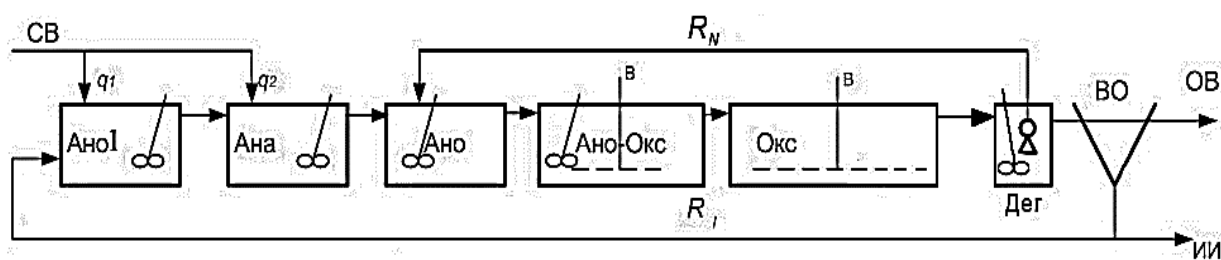 СВ
R_N
q1
q2
В
В
ВО
ОВ
Ано1
Ана
Ано
Ано-Окс
Окс
Дег
R_I
ИИ